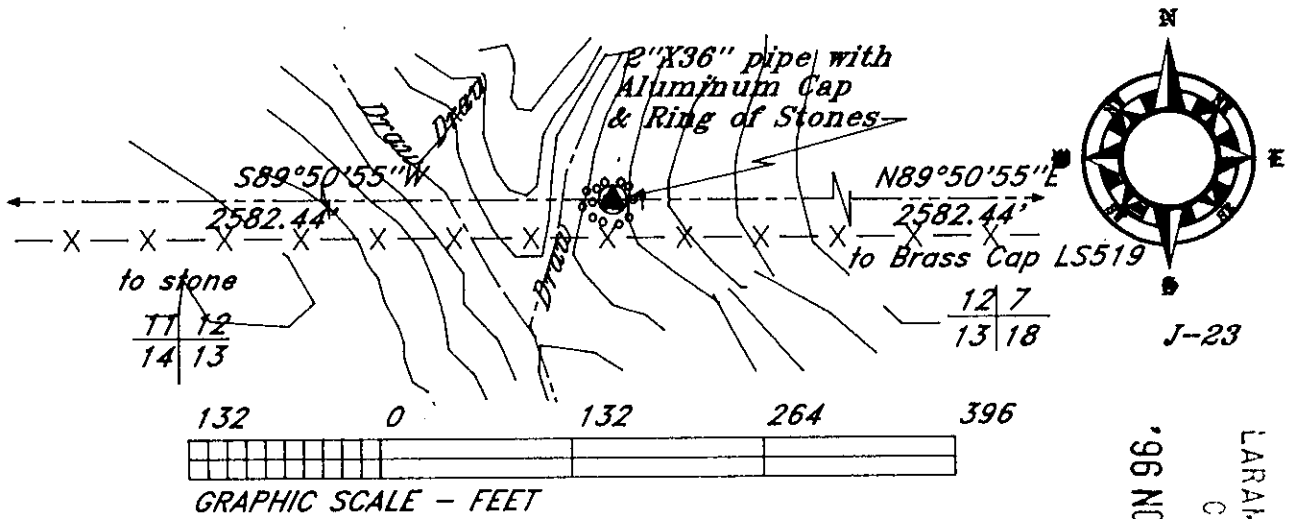 N
2"X36" pipe with
Aluminum Cap
& Ring of Stones
Draw
Draw
S89°50'55"W
N89°50'55"E
E
2582.44'
2582.44'
X X X X X X X X X X X X X
Draw
to stone
to Brass Cap LS519
S
11 12
14 13
12 7
13 18
J-23
132 0 132 264 396
GRAPHIC SCALE - FEET
'96 NO